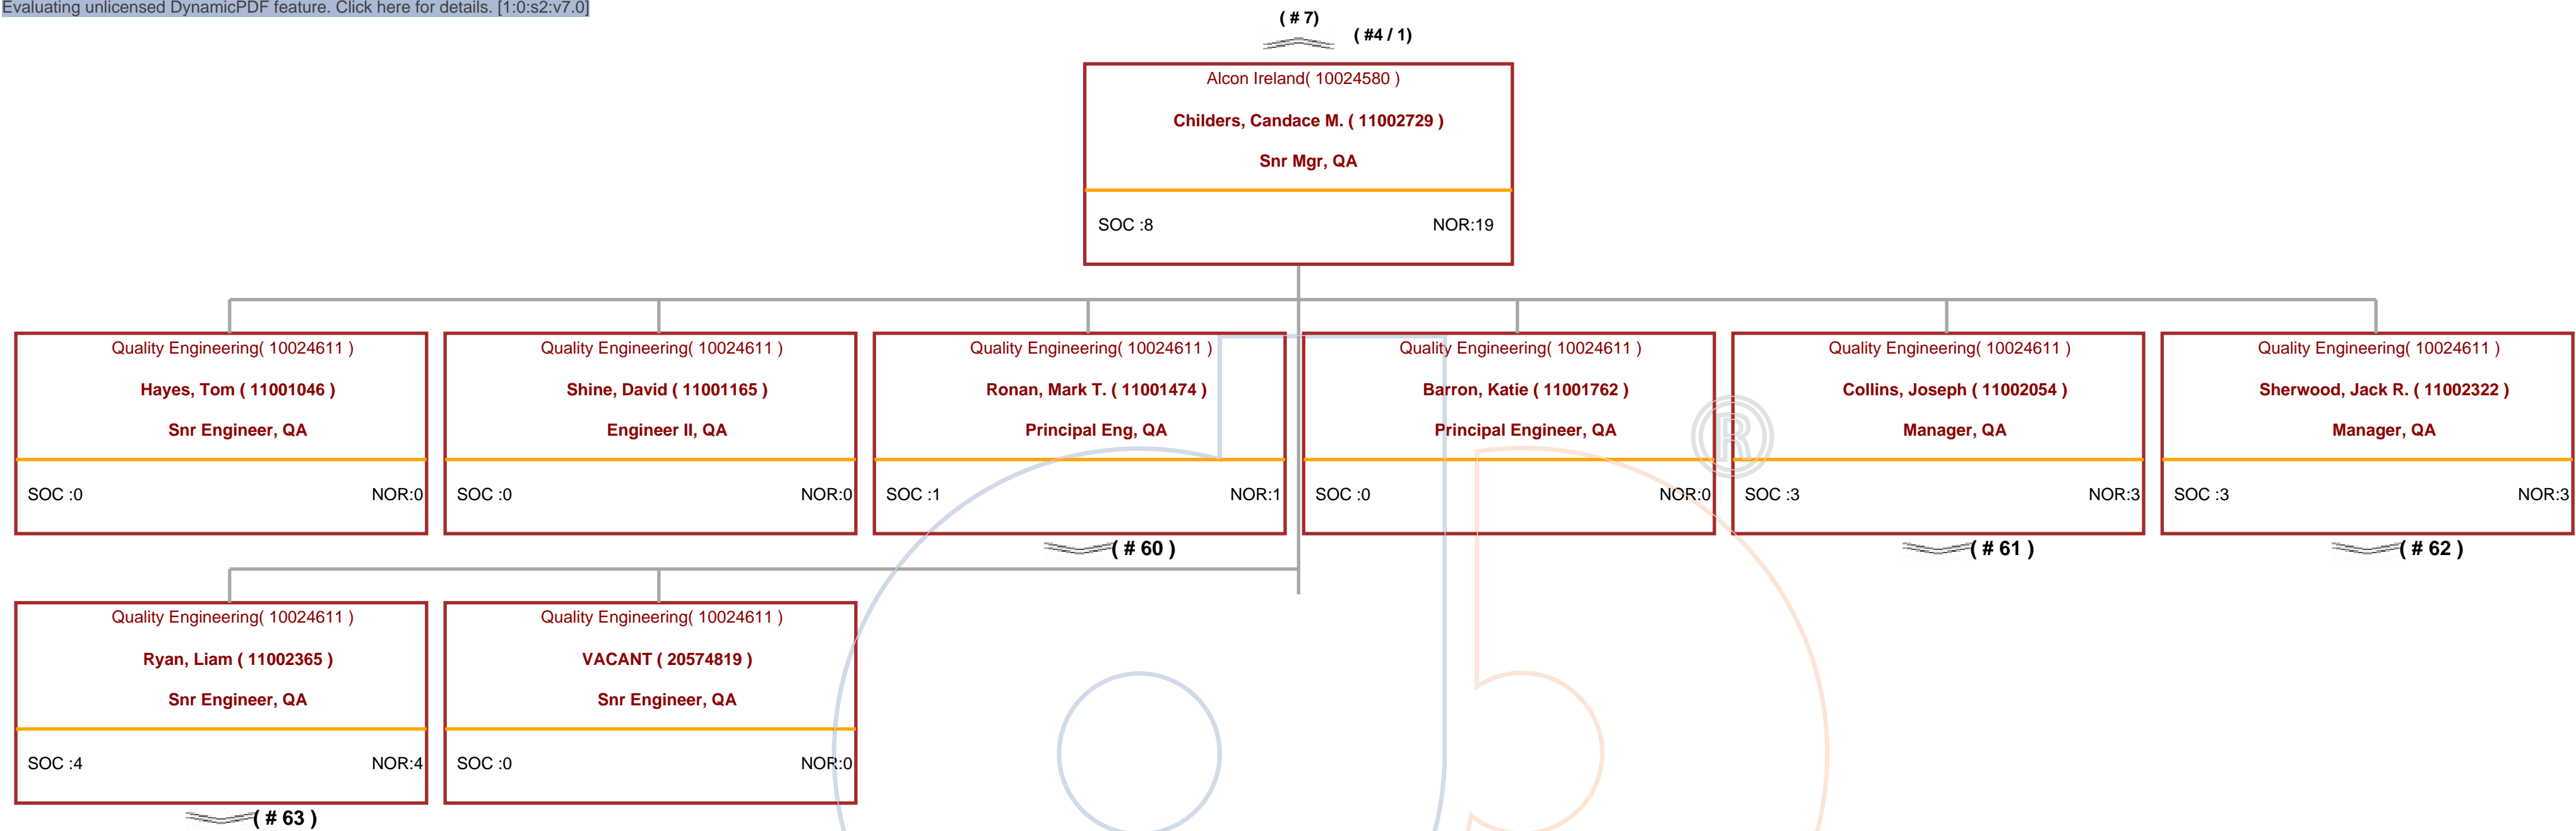 Evaluating unlicensed DynamicPDF feature. Click here for details. [1:0:s2:v7.0]
( # 7)
( #4 / 1)
Alcon Ireland( 10024580 )
Childers, Candace M. ( 11002729 )
Snr Mgr, QA
SOC :8 NOR:19
Quality Engineering( 10024611 )
Hayes, Tom ( 11001046 )
Snr Engineer, QA
SOC :0 NOR:0
Quality Engineering( 10024611 )
Shine, David ( 11001165 )
Engineer II, QA
SOC :0 NOR:0
Quality Engineering( 10024611 )
Ronan, Mark T. ( 11001474 )
Principal Eng, QA
SOC :1 NOR:1
( # 60 )
Quality Engineering( 10024611 )
Barron, Katie ( 11001762 )
Principal Engineer, QA
SOC :0 NOR:0
Quality Engineering( 10024611 )
Collins, Joseph ( 11002054 )
Manager, QA
SOC :3 NOR:3
( # 61 )
Quality Engineering( 10024611 )
Sherwood, Jack R. ( 11002322 )
Manager, QA
SOC :3 NOR:3
( # 62 )
®
Quality Engineering( 10024611 )
Ryan, Liam ( 11002365 )
Snr Engineer, QA
SOC :4 NOR:4
( # 63 )
Quality Engineering( 10024611 )
VACANT ( 20574819 )
Snr Engineer, QA
SOC :0 NOR:0